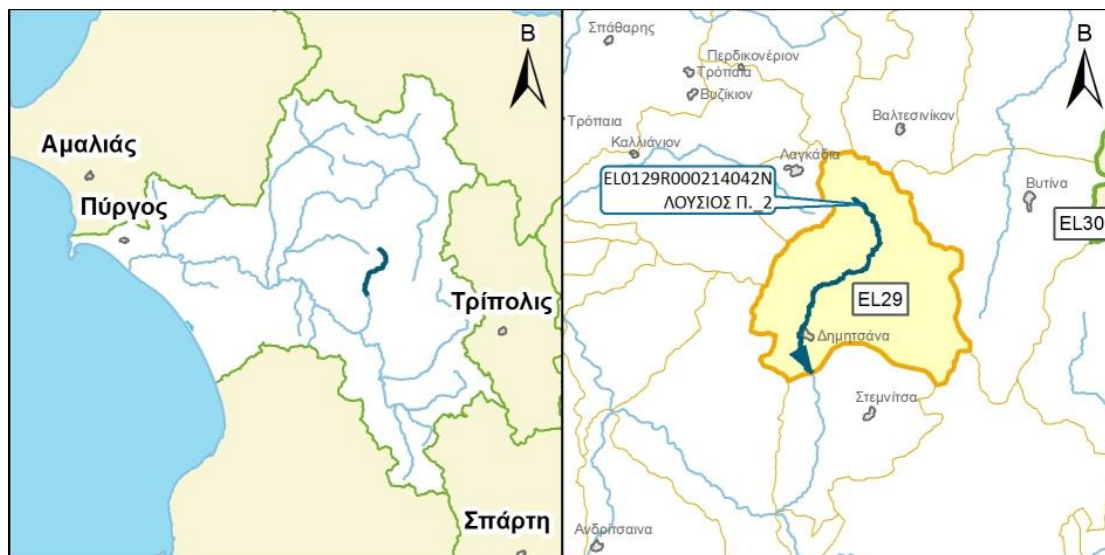 B
Αμαλιάς
Πύργος
Τρίπολις
Σπάρτη
B
Σπάθαρης
Περδικονέριον
Τρόπαια
Βυζίκιον
Τρόπαια
Βαλτεσινίκον
Καλλιάνιον
Λαγκάδια
EL0129R000214042N
ΛΟΥΣΙΟΣ Π._2
Βυτίνα
EL30
EL29
Δημητσάνα
Στεμνίτσα
Ανδρίτσαινα